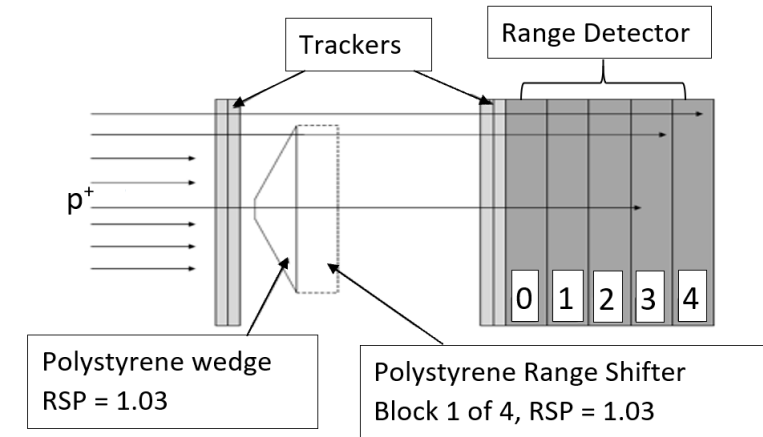 Trackers
Range Detector
p+
0 1 2 3 4
Polystyrene wedge
RSP = 1.03
Polystyrene Range Shifter
Block 1 of 4, RSP = 1.03